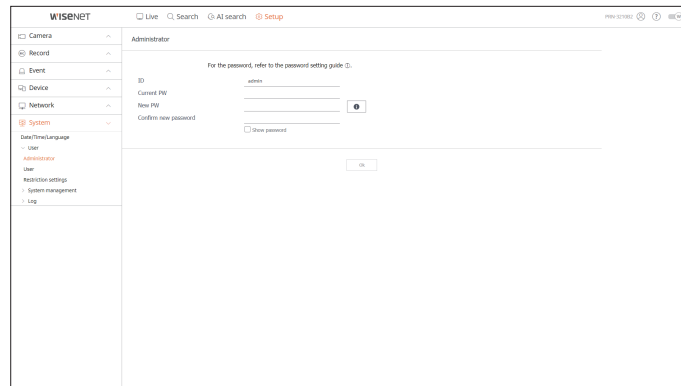 WISENET
Live Search AI search Setup
Camera
Record
Event
Device
Network
System
Date/Time/Language
User
Administrator
User
Restriction settings
System management
Log
Administrator
For the password, refer to the password setting guide
ID admin
Current PW
New PW
Confirm new password
Show password
Ok